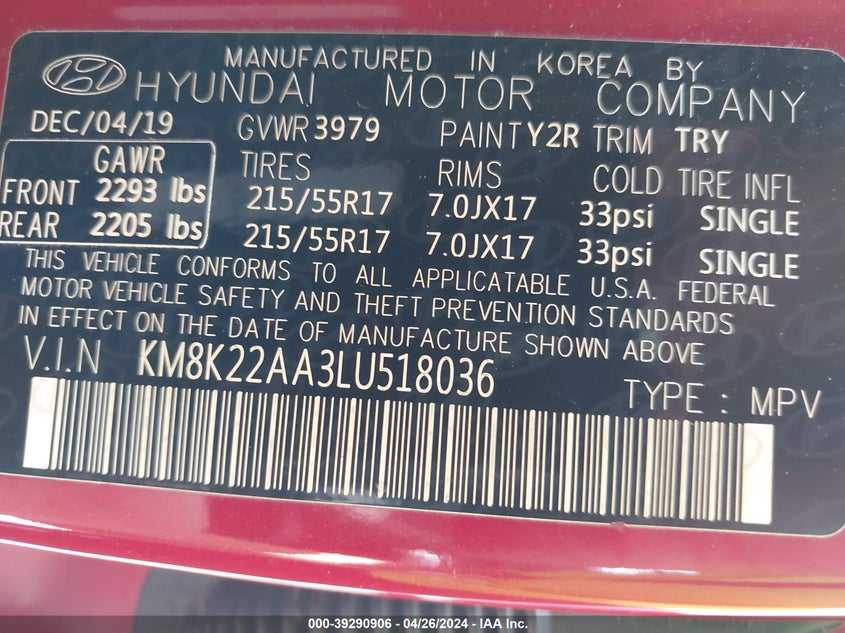 MANUFACTURED IN KOREA BY
HYUNDAI MOTOR COMPANY
DEC/04/19 GVWR 3979 PAINT Y2R TRIM TRY
GAWR TIRES RIMS COLD TIRE INFL
FRONT 2293 lbs 215/55R17 7.0JX17 33psi SINGLE
REAR 2205 lbs 215/55R17 7.0JX17 33psi SINGLE
THIS VEHICLE CONFORMS TO ALL APPLICATABLE U.S.A. FEDERAL
MOTOR VEHICLE SAFETY AND THEFT PREVENTION STANDARDS
IN EFFECT ON THE DATE OF MANUFACTURE SHOWN ABOVE
V.I.N KM8K22AA3LU518036
TYPE : MPV
000-39290906 - 04/26/2024 - IAA Inc.